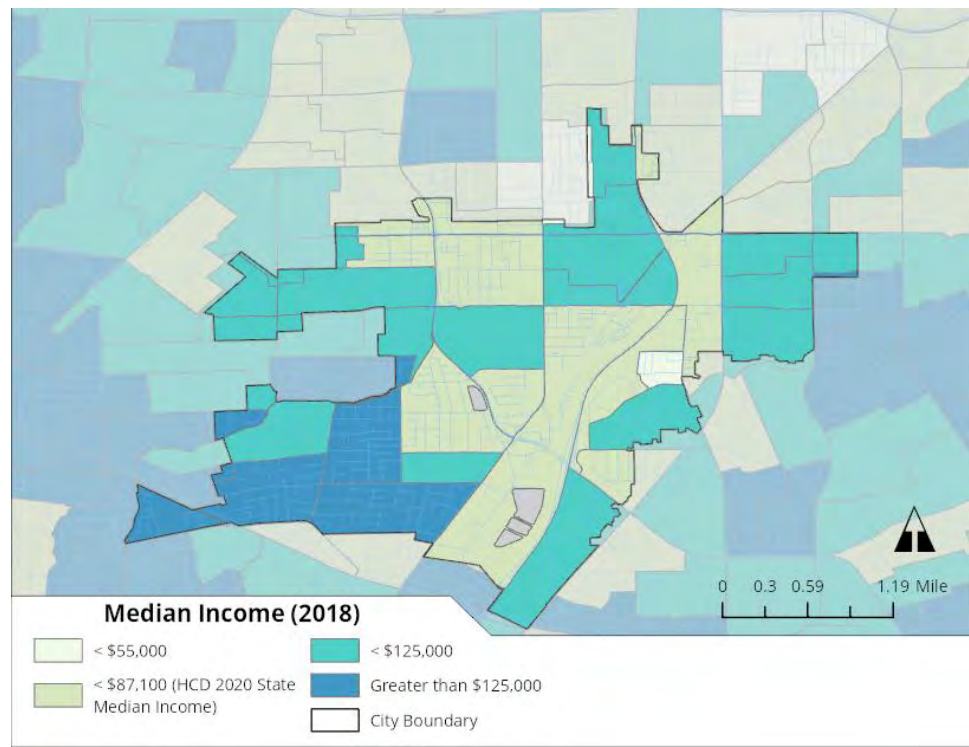 0 0.3 0.59 1.19 Mile
Median Income (2018)
< $55,000
< $87,100 (HCD 2020 State
Median Income)
< $125,000
Greater than $125,000
City Boundary